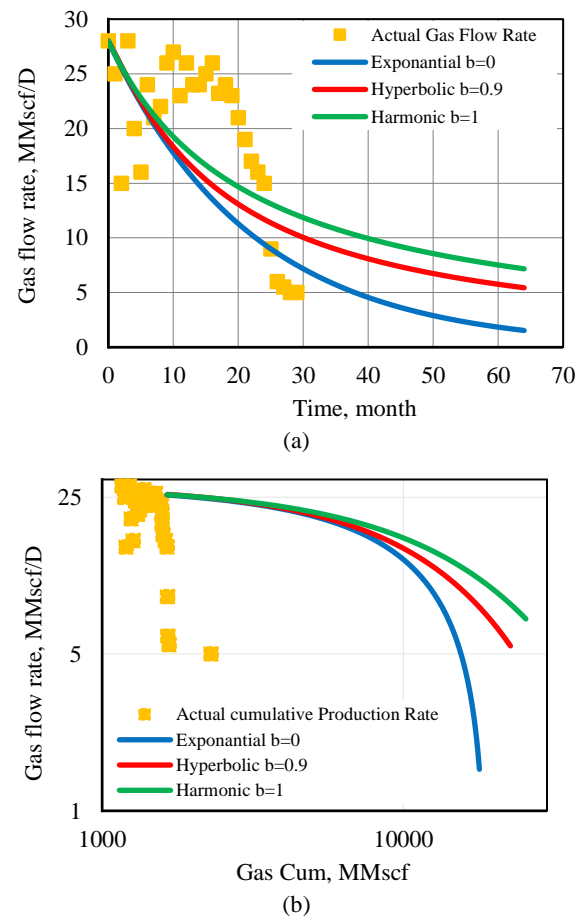 30
25
20
15
10
5
0
Gas flow rate, MMscf/D
Actual Gas Flow Rate
Exponantial b=0
Hyperbolic b=0.9
Harmonic b=1
0 10 20 30 40 50 60 70
Time, month
(a)
25
5
1
Gas flow rate, MMscf/D
Actual cumulative Production Rate
Exponantial b=0
Hyperbolic b=0.9
Harmonic b=1
1000 10000
Gas Cum, MMscf
(b)